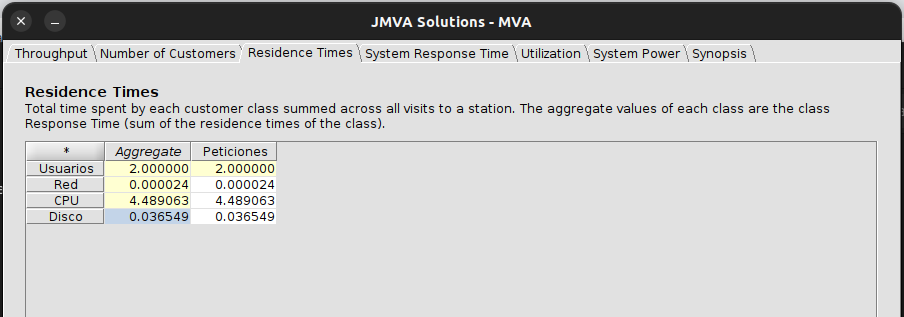 JMVA Solutions - MVA
Throughput Number of Customers Residence Times System Response Time Utilization System Power Synopsis
Residence Times
Total time spent by each customer class summed across all visits to a station. The aggregate values of each class are the class
Response Time (sum of the residence times of the class).
* Aggregate Peticiones
Usuarios 2.000000 2.000000
Red 0.000024 0.000024
CPU 4.489063 4.489063
Disco 0.036549 0.036549